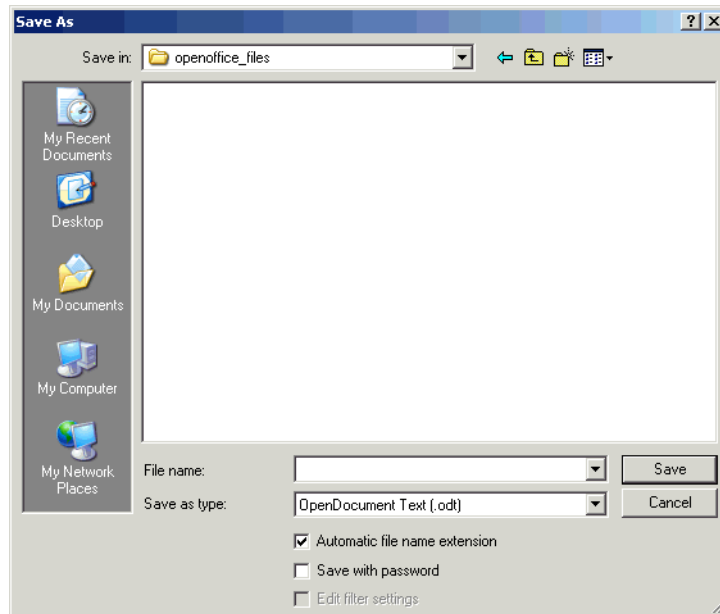 Save As
Save in: openoffice_files
My Recent
Documents
Desktop
My Documents
My Computer
My Network
Places
File name: Save
Save as type: OpenDocument Text (.odt) Cancel
Automatic file name extension
Save with password
Edit filter settings